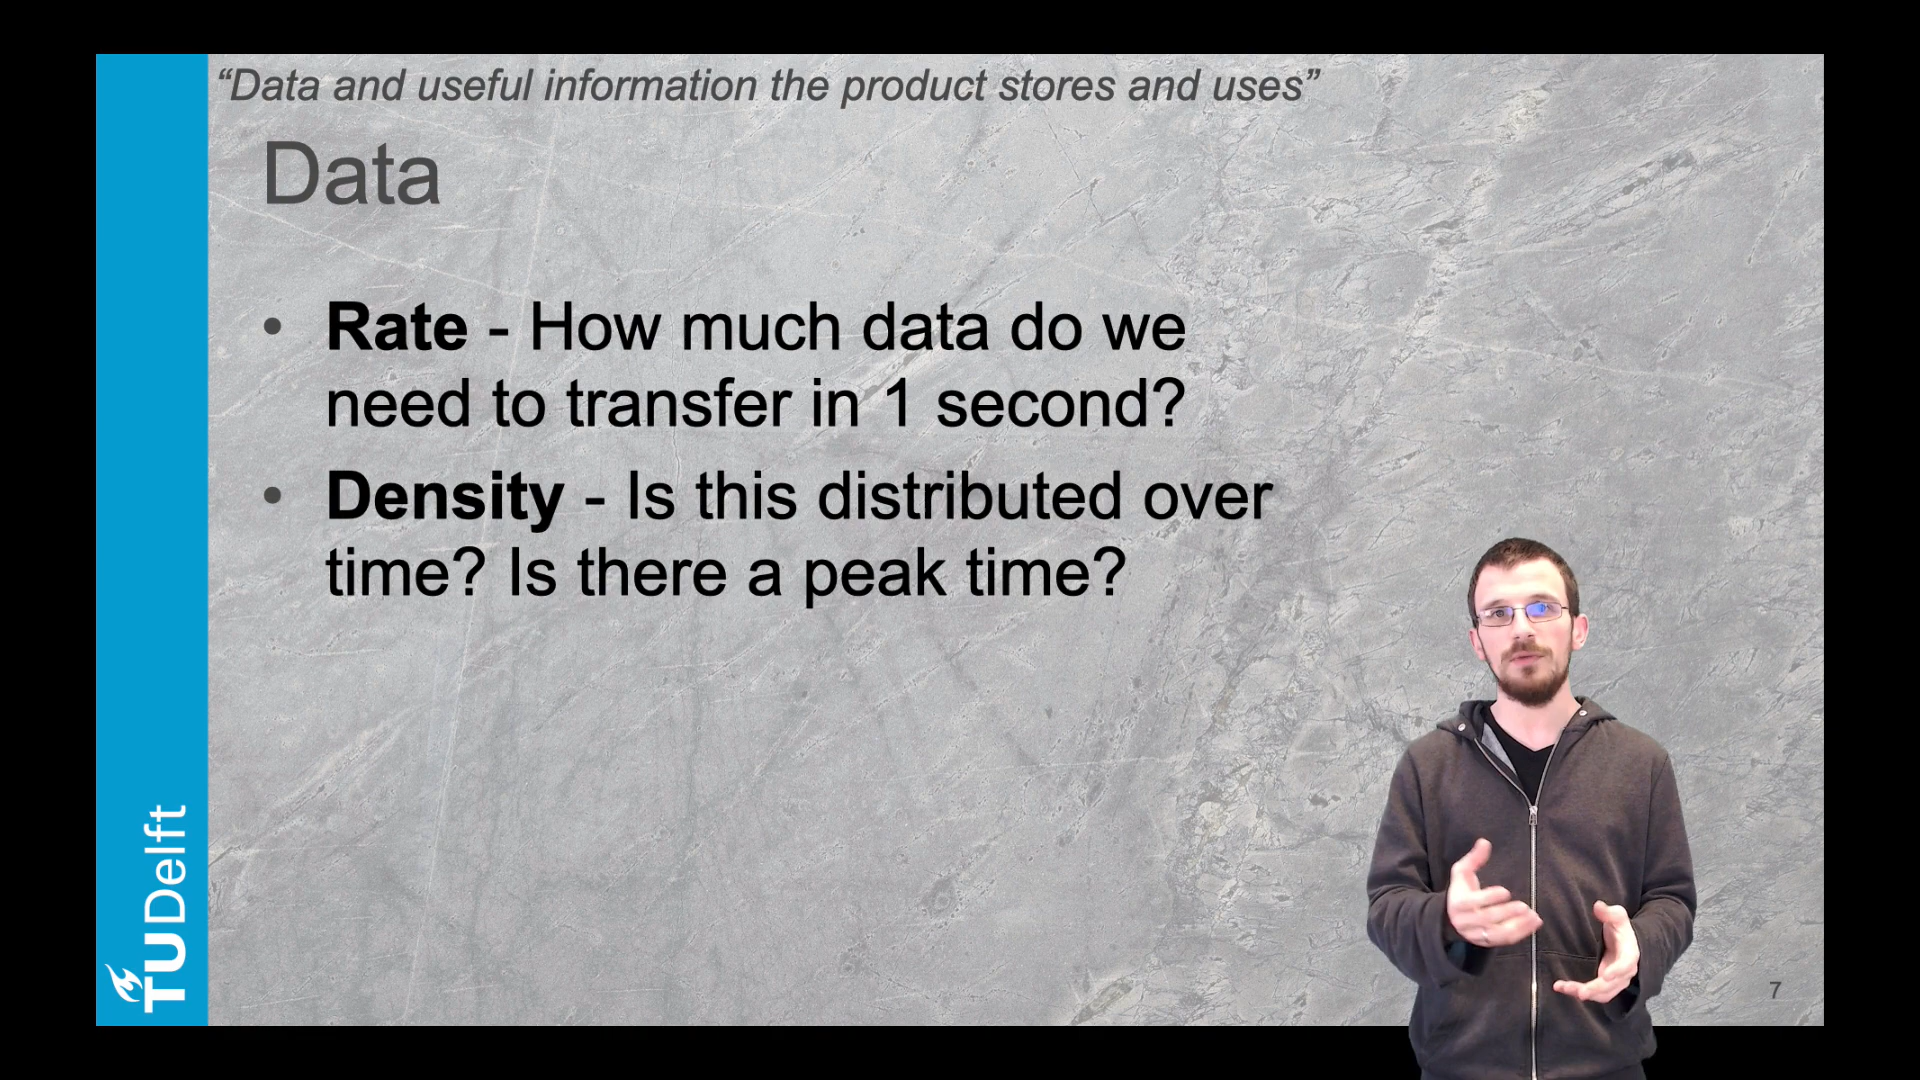 “Data and useful information the product stores and uses”
Data
• Rate - How much data do we
need to transfer in 1 second?
• Density - Is this distributed over
time? Is there a peak time?
TUDelft
7